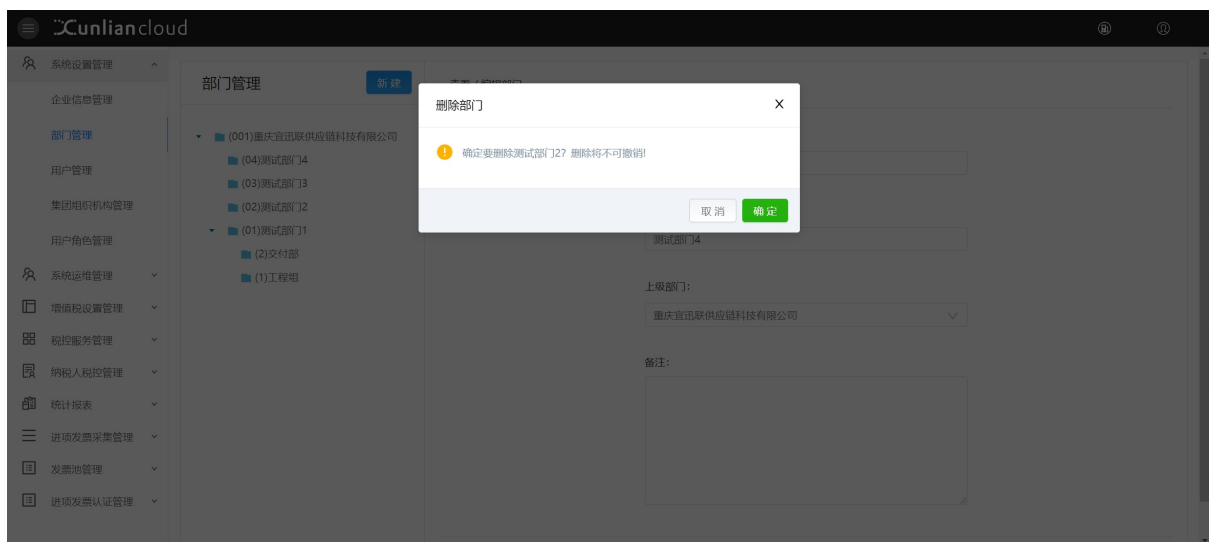 Xunliancloud
系统设置管理
企业信息管理
部门管理
用户管理
集团组织机构管理
用户角色管理
系统运维管理
增值税设置管理
税控服务管理
纳税人税控管理
统计报表
进项发票采集管理
发票池管理
进项发票认证管理
部门管理
新 建
(001)重庆宜迅联供应链科技有限公司
(04)测试部门4
(03)测试部门3
(02)测试部门2
(01)测试部门1
(2)交付部
(1)工程组
查看 / 编辑部门
删除部门
X
确定要删除测试部门2? 删除将不可撤销!
取 消
确 定
测试部门4
上级部门：
重庆宜迅联供应链科技有限公司
备注：